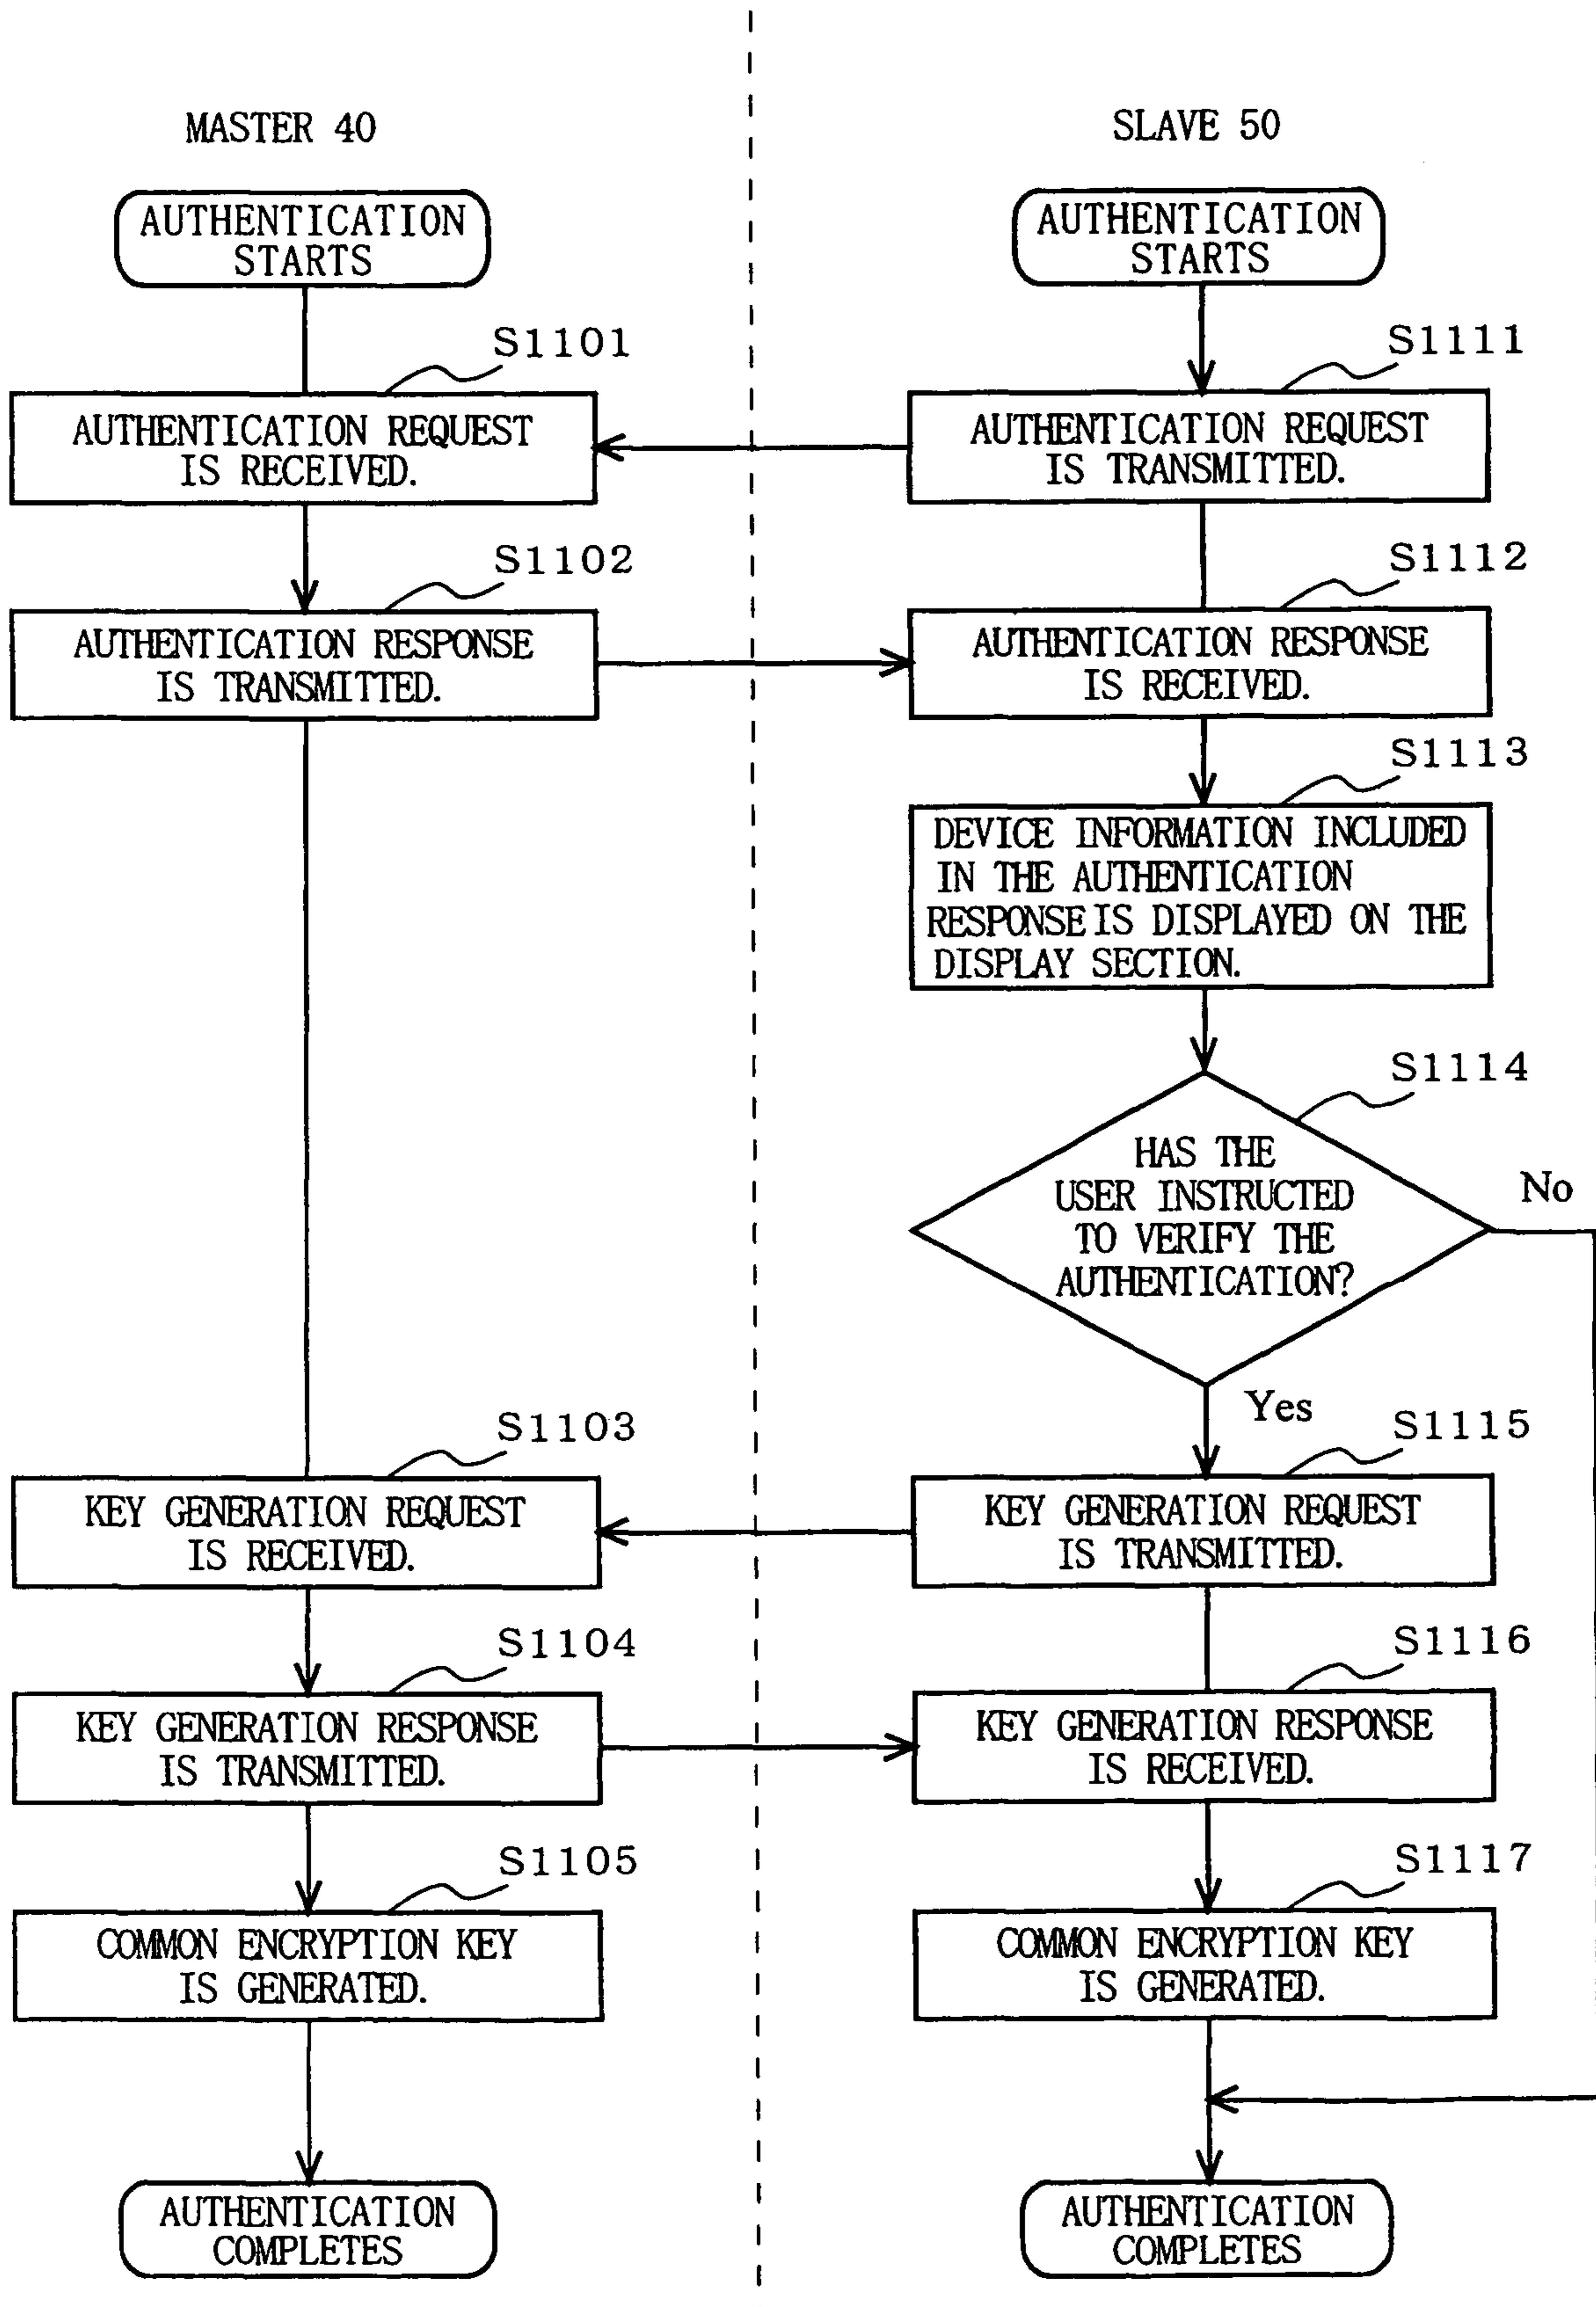 MASTER 40
SLAVE 50
AUTHENTICATION
STARTS
AUTHENTICATION
STARTS
S1101
S1111
AUTHENTICATION REQUEST
IS RECEIVED.
AUTHENTICATION REQUEST
IS TRANSMITTED.
S1102
S1112
AUTHENTICATION RESPONSE
IS TRANSMITTED.
AUTHENTICATION RESPONSE
IS RECEIVED.
S1113
DEVICE INFORMATION INCLUDED
IN THE AUTHENTICATION
RESPONSE IS DISPLAYED ON THE
DISPLAY SECTION.
S1114
HAS THE
USER INSTRUCTED
TO VERIFY THE
AUTHENTICATION?
No
Yes
S1103
S1115
KEY GENERATION REQUEST
IS RECEIVED.
KEY GENERATION REQUEST
IS TRANSMITTED.
S1104
S1116
KEY GENERATION RESPONSE
IS TRANSMITTED.
KEY GENERATION RESPONSE
IS RECEIVED.
S1105
S1117
COMMON ENCRYPTION KEY
IS GENERATED.
COMMON ENCRYPTION KEY
IS GENERATED.
AUTHENTICATION
COMPLETES
AUTHENTICATION
COMPLETES